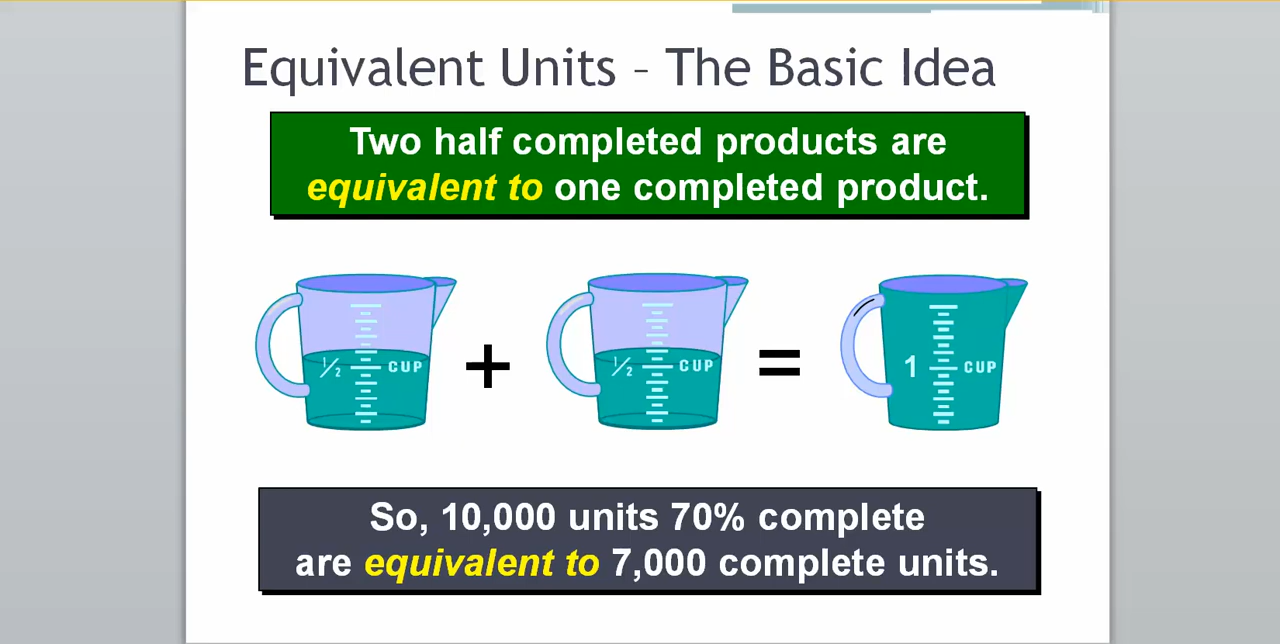 Equivalent Units – The Basic Idea
Two half completed products are
equivalent to one completed product.
½ CUP
½ CUP
1 CUP
+
=
So, 10,000 units 70% complete
are equivalent to 7,000 complete units.